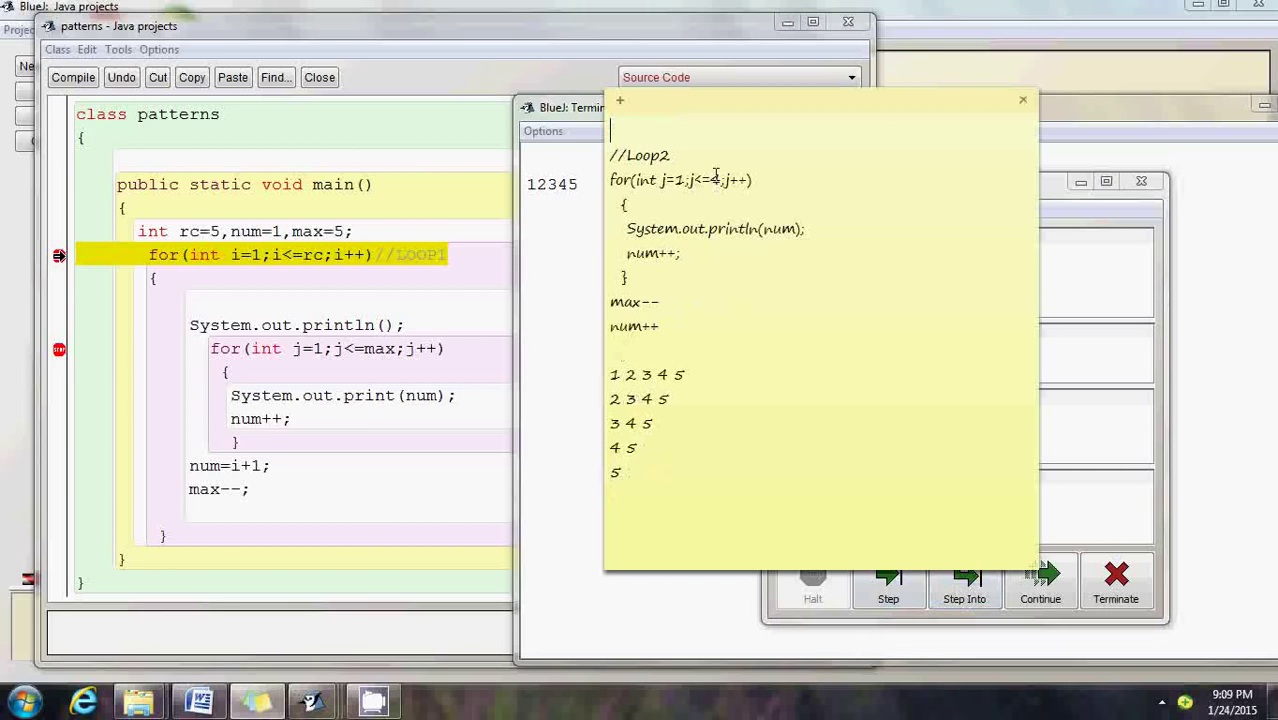 BlueJ: Java projects
Projec
patterns - Java projects
Class Edit Tools Options
Compile Undo Cut Copy Paste Find... Close Source Code
class patterns
{
public static void main()
{
int rc=5,num=1,max=5;
for(int i=1;i<=rc;i++)//LOOP1
{
System.out.println();
for(int j=1;j<=max;j++)
{
System.out.print(num);
num++;
}
num=i+1;
max--;
}
}
}
BlueJ: Termin
Options
12345
//Loop2
for(int j=1;j<=4;j++)
{
System.out.println(num);
num++;
}
max--
num++
1 2 3 4 5
2 3 4 5
3 4 5
4 5
5
Halt Step Step Into Continue Terminate
9:09 PM
1/24/2015